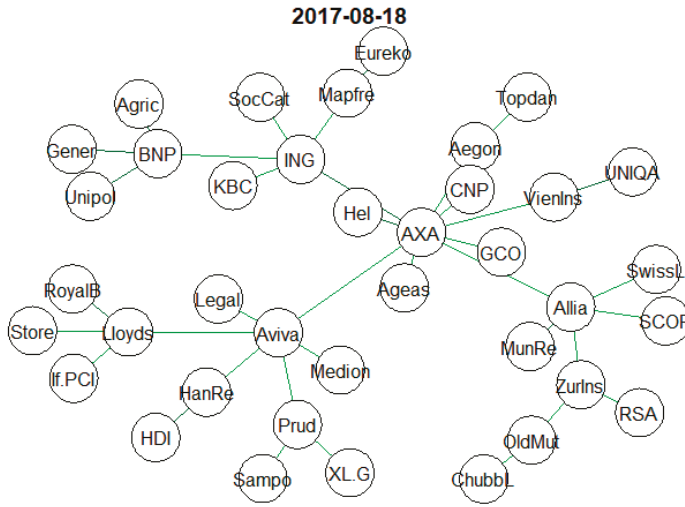 2017-08-18
Eureko
SocCat
Mapfre
Agric
Topdan
Gener
BNP
ING
Aegon
Unipol
KBC
CNP
UNIQA
VienIns
Hel
AXA
GCO
SwissL
RoyalB
Legal
Ageas
Allia
SCOR
Store
Lloyds
Aviva
MunRe
Medion
If.PCI
HanRe
ZurIns
HDI
Prud
RSA
OldMut
Sampo
XL.G
ChubbL